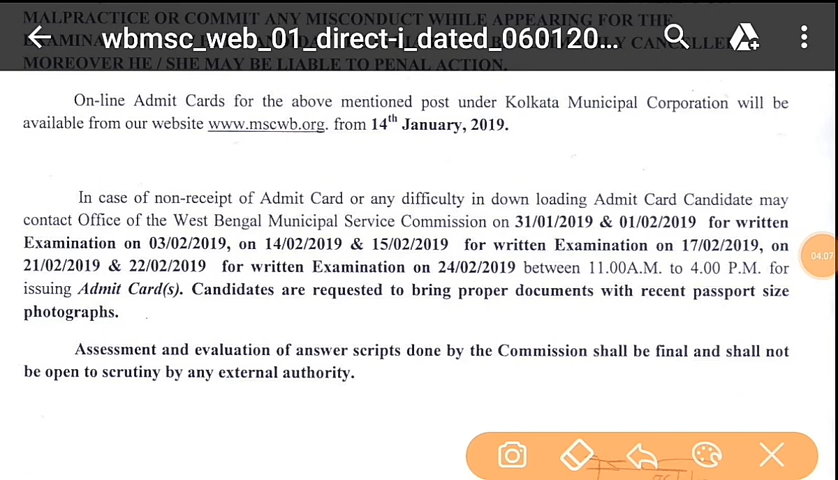 MALPRACTICE OR COMMIT ANY MISCONDUCT WHILE APPEARING FOR THE
wbmsc_web_01_direct-i_dated_060120...
MOREOVER HE / SHE MAY BE LIABLE TO PENAL ACTION.
On-line Admit Cards for the above mentioned post under Kolkata Municipal Corporation will be
available from our website www.mscwb.org. from 14th January, 2019.
In case of non-receipt of Admit Card or any difficulty in down loading Admit Card Candidate may
contact Office of the West Bengal Municipal Service Commission on 31/01/2019 & 01/02/2019 for written
Examination on 03/02/2019, on 14/02/2019 & 15/02/2019 for written Examination on 17/02/2019, on
21/02/2019 & 22/02/2019 for written Examination on 24/02/2019 between 11.00A.M. to 4.00 P.M. for
04:07
issuing Admit Card(s). Candidates are requested to bring proper documents with recent passport size
photographs.
Assessment and evaluation of answer scripts done by the Commission shall be final and shall not
be open to scrutiny by any external authority.